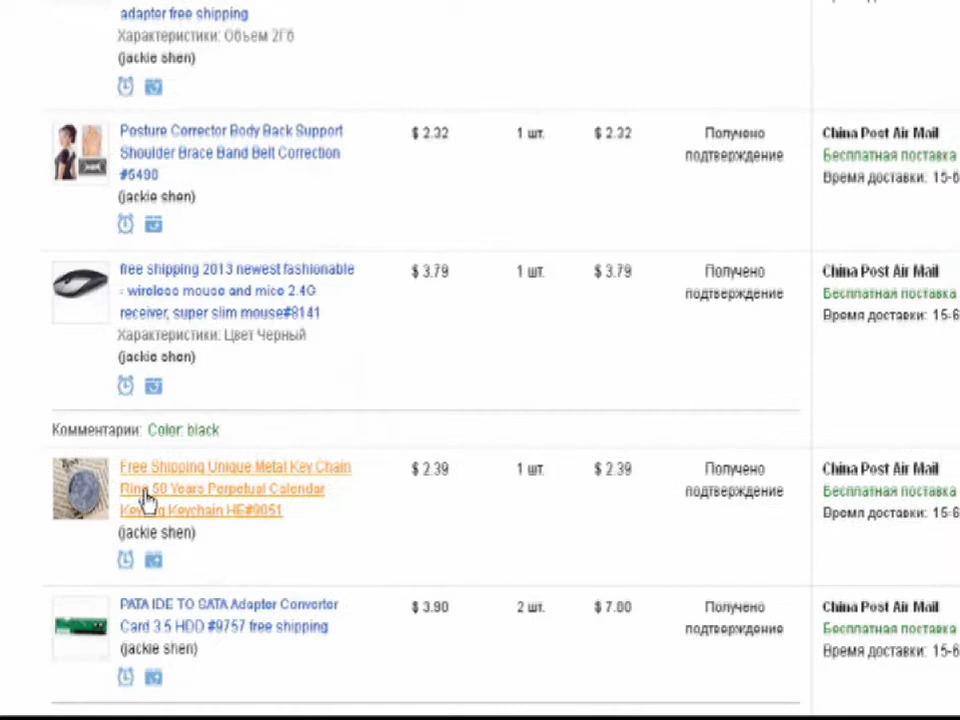 adapter free shipping
Характеристики: Объем 2Гб
(jackie shen)
Posture Corrector Body Back Support $ 2.32 1 шт. $ 2.32 Получено China Post Air Mail
Shoulder Brace Band Belt Correction подтверждение Бесплатная поставка
#5490 Время доставки: 15-6
(jackie shen)
free shipping 2013 newest fashionable $ 3.79 1 шт. $ 3.79 Получено China Post Air Mail
- wireless mouse and mice 2.4G подтверждение Бесплатная поставка
receiver, super slim mouse#8141 Время доставки: 15-6
Характеристики: Цвет Черный
(jackie shen)
Комментарии: Color: black
Free Shipping Unique Metal Key Chain $ 2.39 1 шт. $ 2.39 Получено China Post Air Mail
Ring 50 Years Perpetual Calendar подтверждение Бесплатная поставка
Keychain HE#9051 Время доставки: 15-6
(jackie shen)
PATA IDE TO SATA Adapter Converter $ 3.90 2 шт. $ 7.80 Получено China Post Air Mail
Card 3.5 HDD #9757 free shipping подтверждение Бесплатная поставка
(jackie shen) Время доставки: 15-6